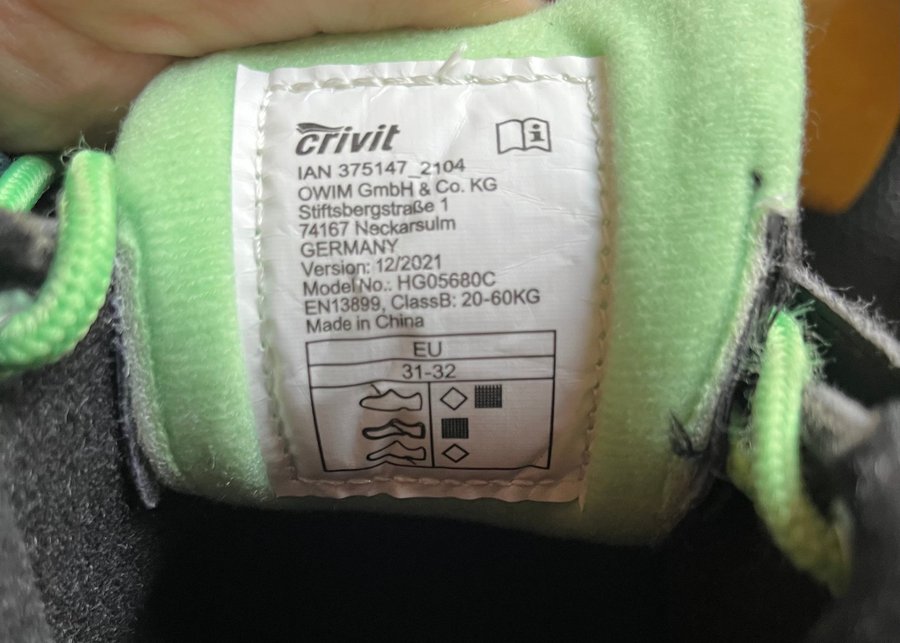 crivit
IAN 375147_2104
OWIM GmbH & Co. KG
Stiftsbergstraße 1
74167 Neckarsulm
GERMANY
Version: 12/2021
Model No.: HG05680C
EN13899, ClassB: 20-60KG
Made in China
EU
31-32